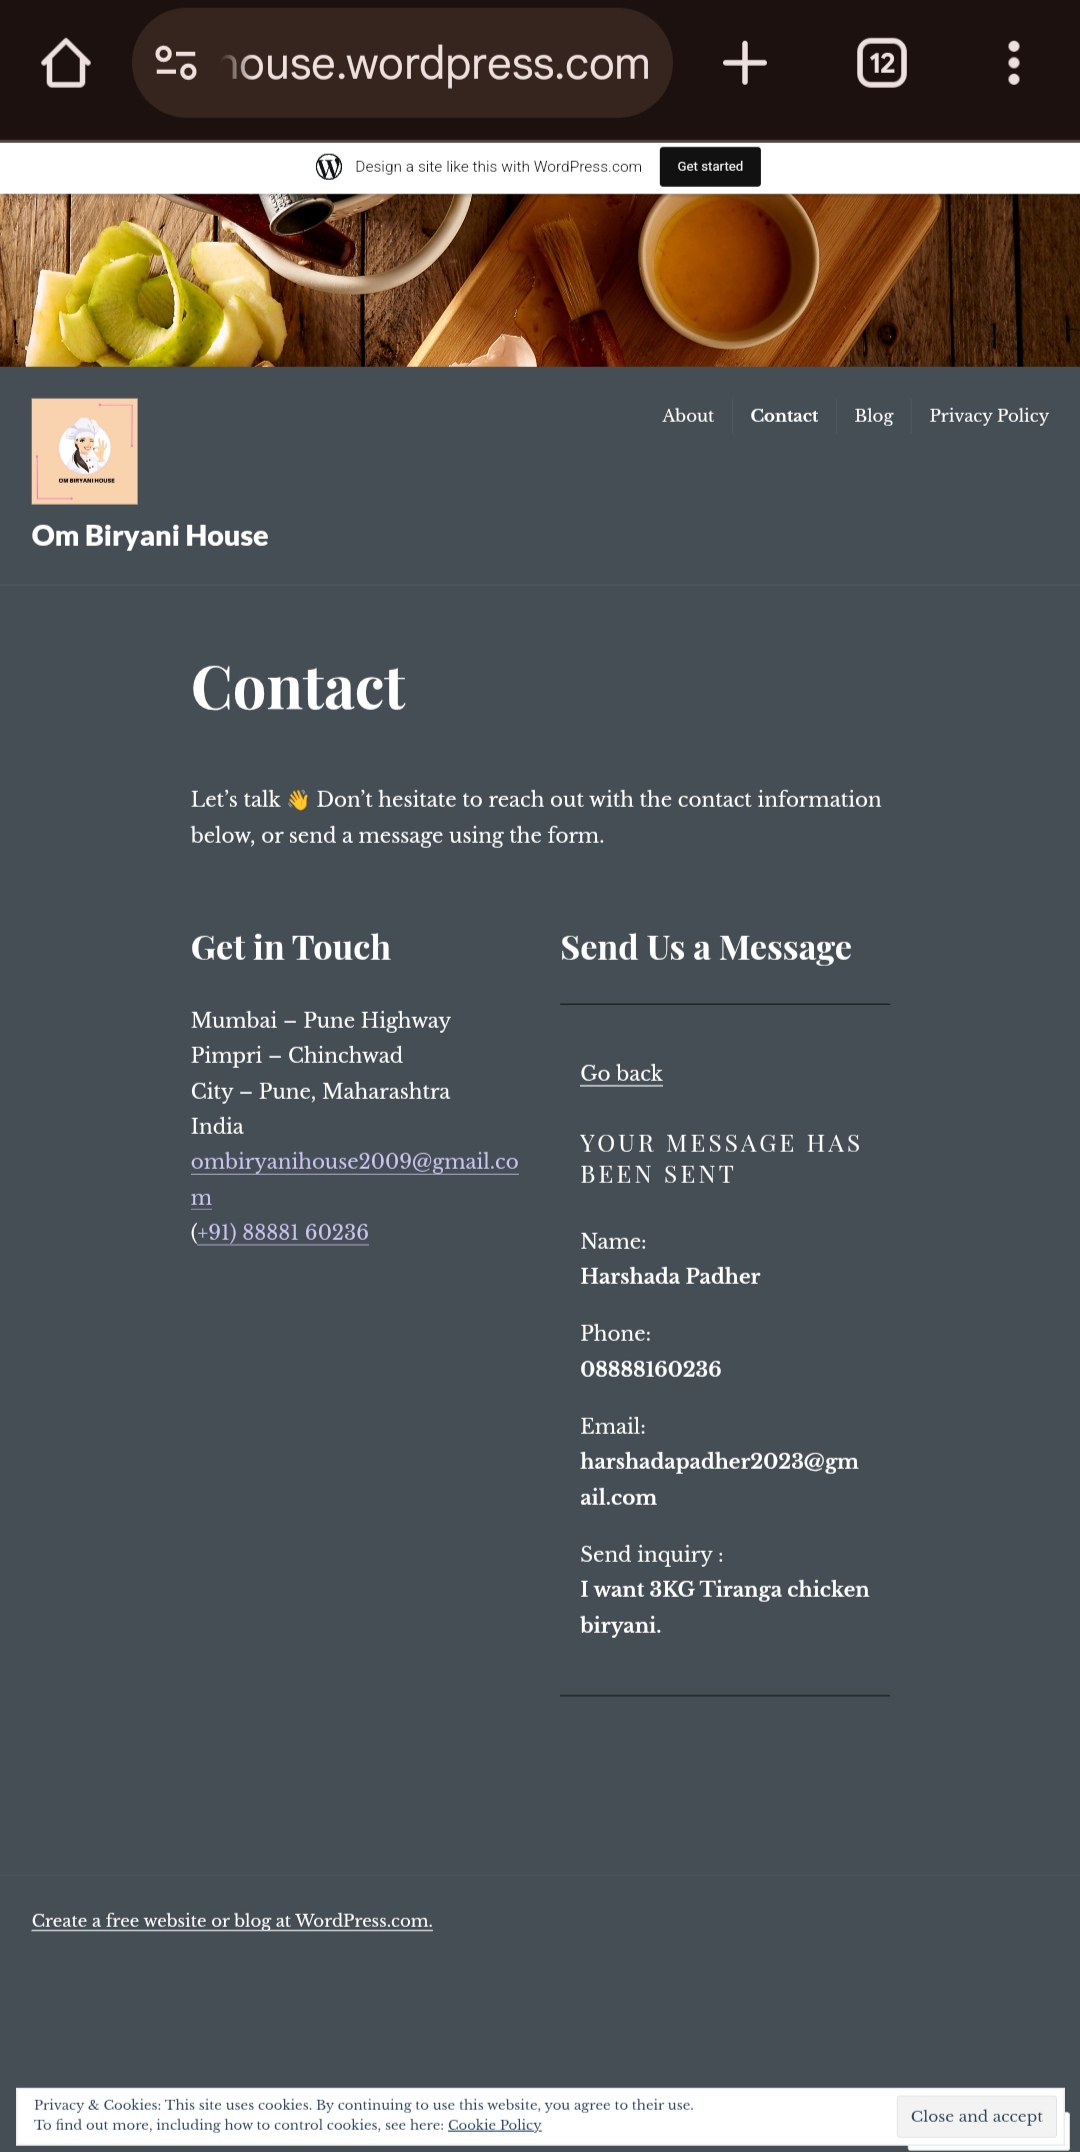 house.wordpress.com
12
Design a site like this with WordPress.com
Get started
OM BIRYANI HOUSE
About
Contact
Blog
Privacy Policy
Om Biryani House
Contact
Let's talk 👋 Don't hesitate to reach out with the contact information
below, or send a message using the form.
Get in Touch
Mumbai – Pune Highway
Pimpri – Chinchwad
City – Pune, Maharashtra
India
ombiryanihouse2009@gmail.co
m
(+91) 88881 60236
Send Us a Message
Go back
YOUR MESSAGE HAS
BEEN SENT
Name:
Harshada Padher
Phone:
08888160236
Email:
harshadapadher2023@gm
ail.com
Send inquiry :
I want 3KG Tiranga chicken
biryani.
Create a free website or blog at WordPress.com.
Privacy & Cookies: This site uses cookies. By continuing to use this website, you agree to their use.
To find out more, including how to control cookies, see here: Cookie Policy
Close and accept